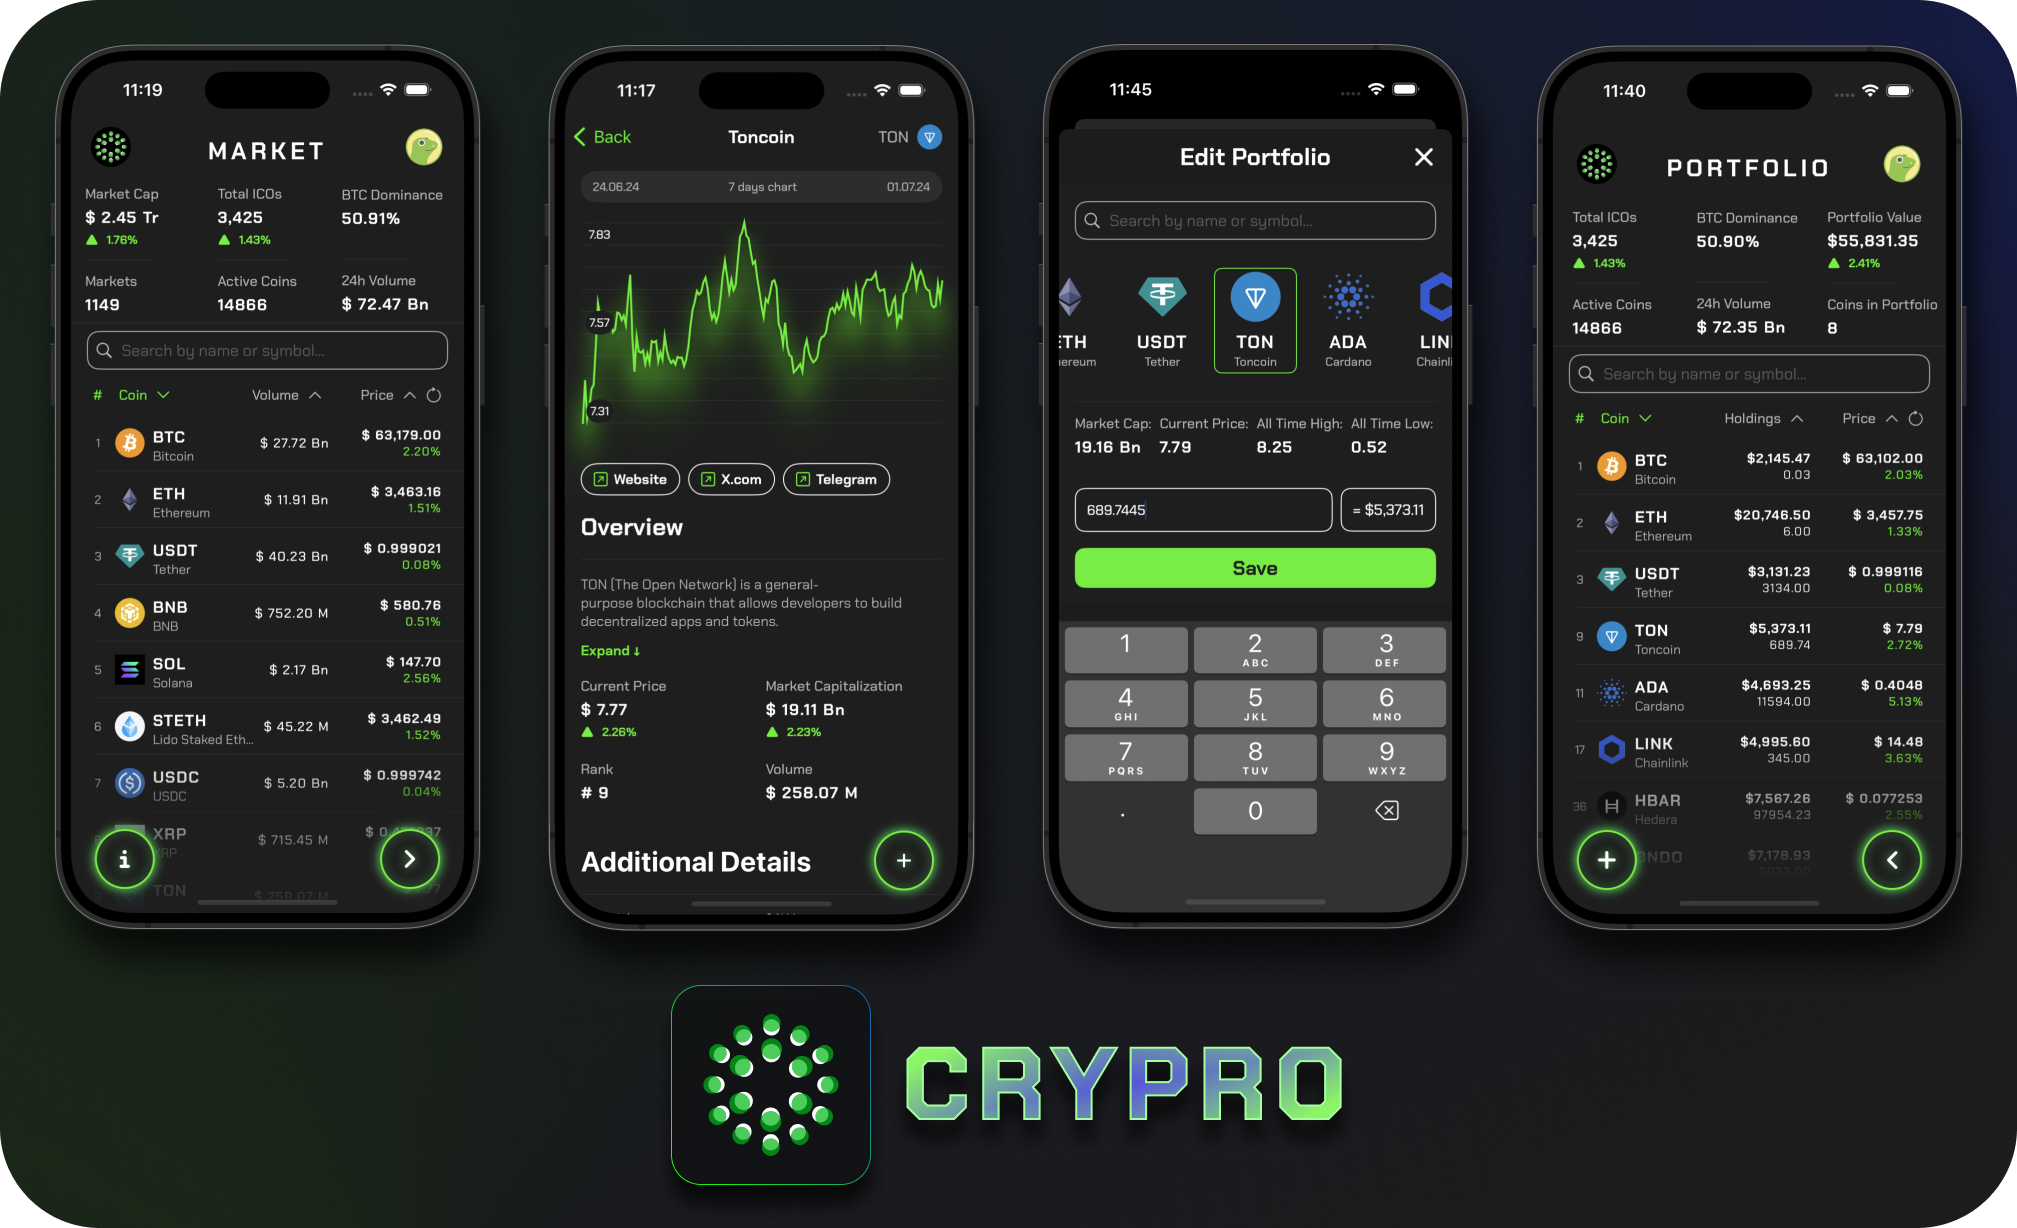 11:19
MARKET
Market Cap
Total ICOs
BTC Dominance
$ 2.45 Tr
3,425
50.91%
1.76%
1.43%
Markets
Active Coins
24h Volume
1149
14866
$ 72.47 Bn
Search by name or symbol...
# Coin Volume Price
1 BTC $ 27.72 Bn $ 63,179.00
Bitcoin 2.20%
2 ETH $ 11.91 Bn $ 3,463.16
Ethereum 1.51%
3 USDT $ 40.23 Bn $ 0.999021
Tether 0.08%
4 BNB $ 752.20 M $ 580.76
BNB 0.51%
5 SOL $ 2.17 Bn $ 147.70
Solana 2.56%
6 STETH $ 45.22 M $ 3,462.49
Lido Staked Eth... 1.52%
7 USDC $ 5.20 Bn $ 0.999742
USDC 0.04%
XRP $ 715.45 M
XRP
TON $ 258.07 M
11:17
Back Toncoin TON
24.06.24 7 days chart 01.07.24
7.83
7.57
7.31
Website X.com Telegram
Overview
TON (The Open Network) is a general-
purpose blockchain that allows developers to build
decentralized apps and tokens.
Expand ↓
Current Price Market Capitalization
$ 7.77 $ 19.11 Bn
2.26% 2.23%
Rank Volume
# 9 $ 258.07 M
Additional Details
11:45
Edit Portfolio
Search by name or symbol...
ETH USDT TON ADA LIN
hereum Tether Toncoin Cardano Chainli
Market Cap: Current Price: All Time High: All Time Low:
19.16 Bn 7.79 8.25 0.52
689.7445 = $5,373.11
Save
1 2 3
ABC DEF
4 5 6
GHI JKL MNO
7 8 9
PQRS TUV WXYZ
. 0
11:40
PORTFOLIO
Total ICOs BTC Dominance Portfolio Value
3,425 50.90% $55,831.35
1.43% 2.41%
Active Coins 24h Volume Coins in Portfolio
14866 $ 72.35 Bn 8
Search by name or symbol...
# Coin Holdings Price
1 BTC $2,145.47 $ 63,102.00
Bitcoin 0.03 2.03%
2 ETH $20,746.50 $ 3,457.75
Ethereum 6.00 1.33%
3 USDT $3,131.23 $ 0.999116
Tether 3134.00 0.08%
9 TON $5,373.11 $ 7.79
Toncoin 689.74 2.72%
11 ADA $4,693.25 $ 0.4048
Cardano 11594.00 5.13%
17 LINK $4,995.60 $ 14.48
Chainlink 345.00 3.63%
36 HBAR $7,567.26 $ 0.077253
Hedera 97954.23 2.55%
ONDO $7,178.93
5933.00
CRYPRO